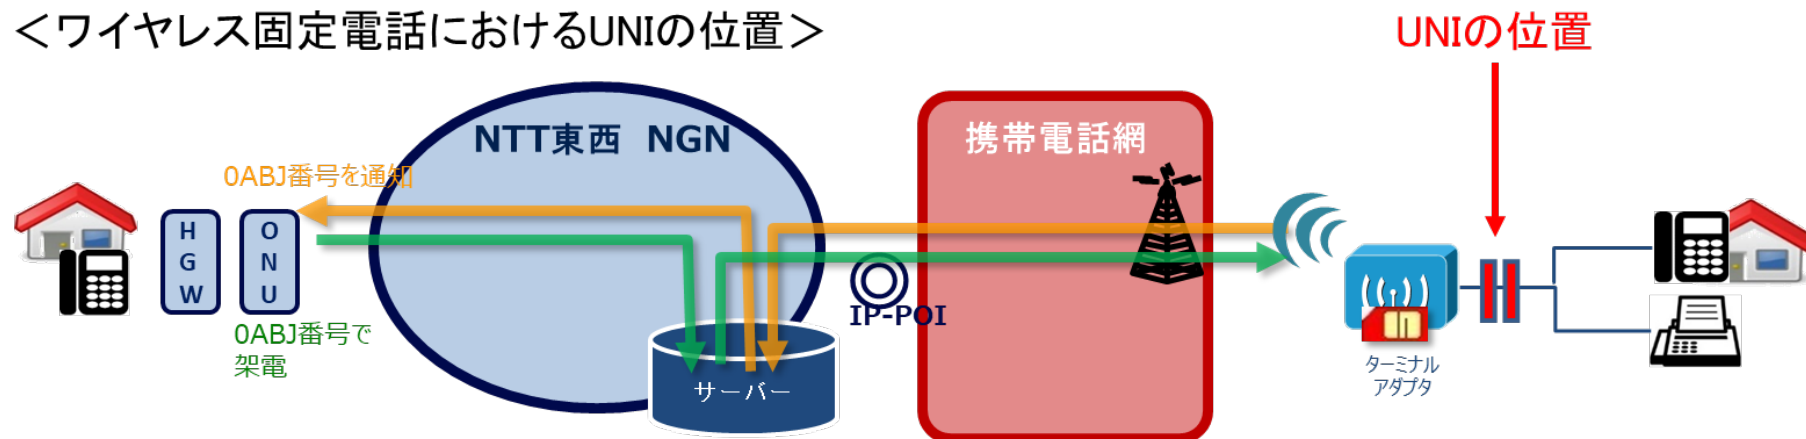 ＜ワイヤレス固定電話におけるUNIの位置＞
UNIの位置
NTT東西　NGN
携帯電話網
0ABJ番号を通知
HGW
ONU
IP-POI
0ABJ番号で
架電
サーバー
ターミナル
アダプタ